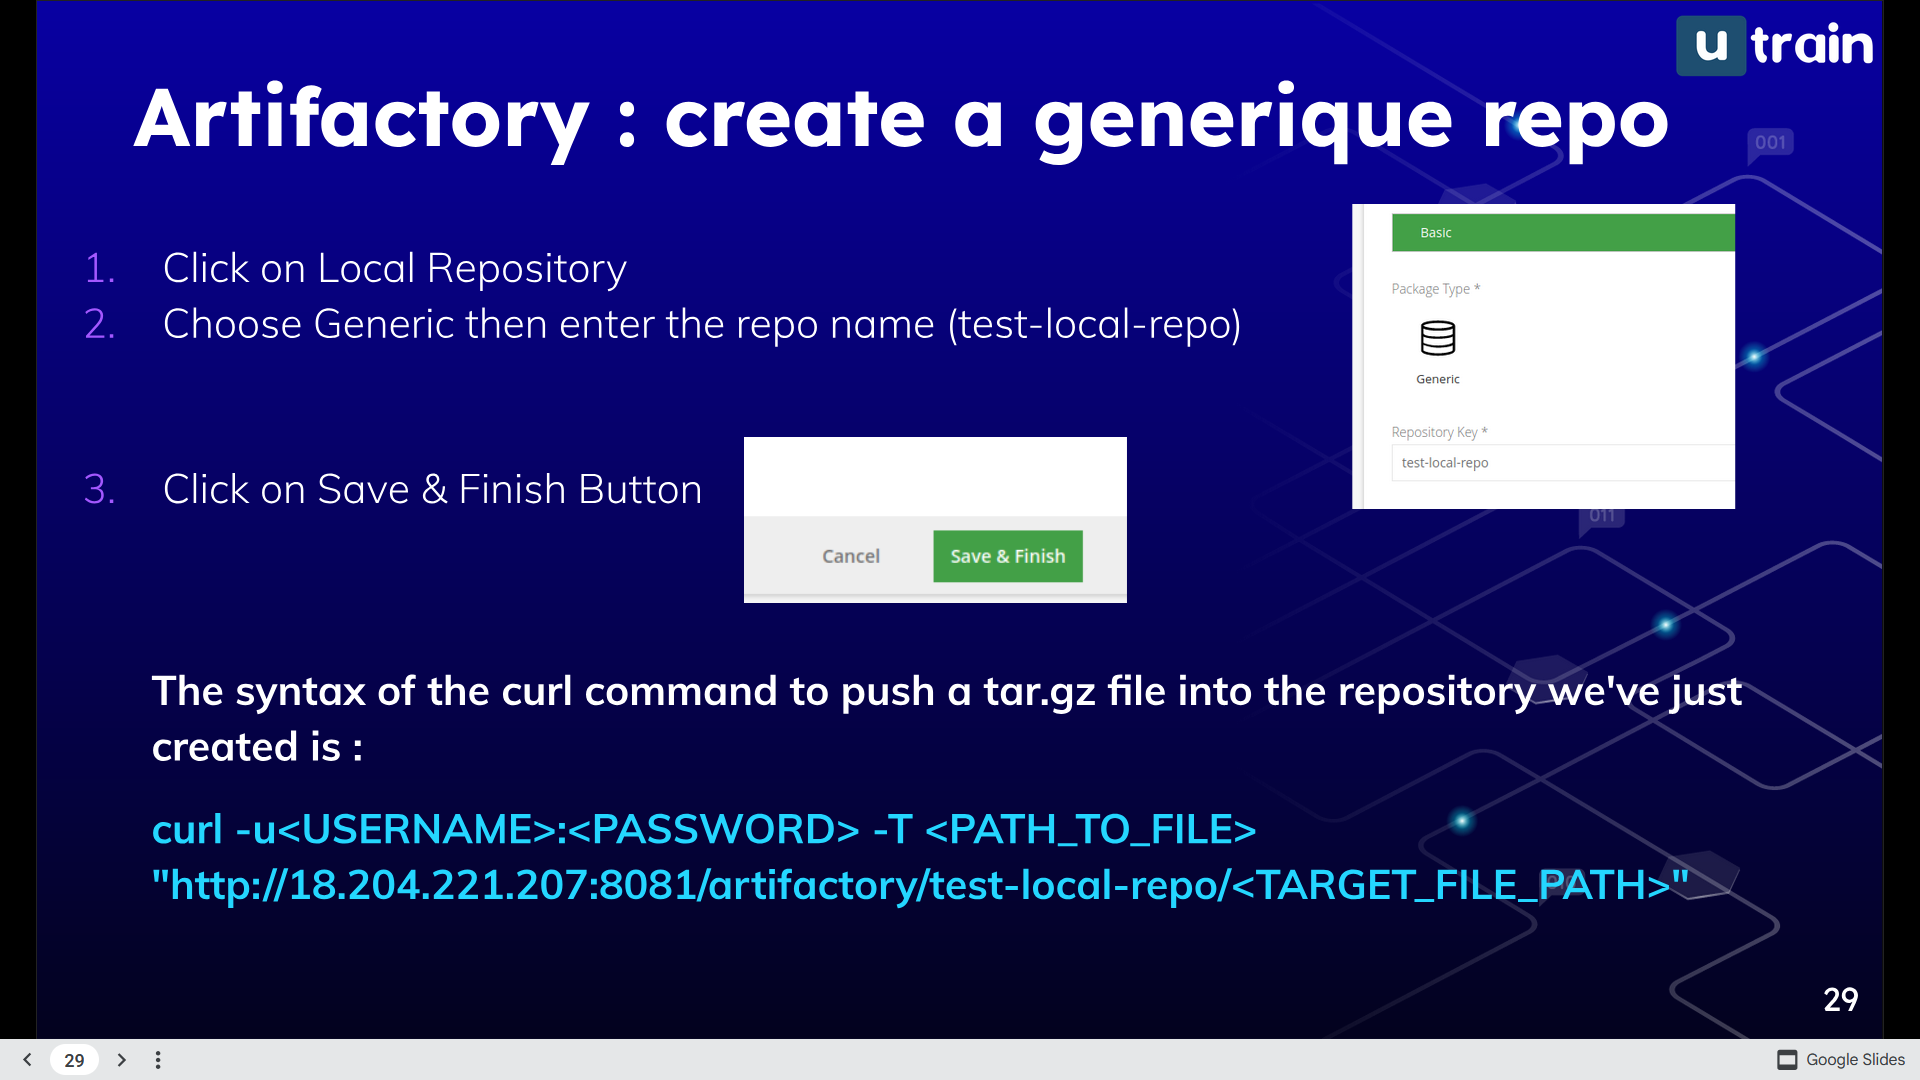 u train
Artifactory : create a generique repo
001
1. Click on Local Repository
2. Choose Generic then enter the repo name (test-local-repo)
Basic
Package Type *
Generic
Repository Key *
test-local-repo
011
3. Click on Save & Finish Button
Cancel
Save & Finish
The syntax of the curl command to push a tar.gz file into the repository we've just
created is :
curl -u<USERNAME>:<PASSWORD> -T <PATH_TO_FILE>
"http://18.204.221.207:8081/artifactory/test-local-repo/<TARGET_FILE_PATH>"
29
29
Google Slides